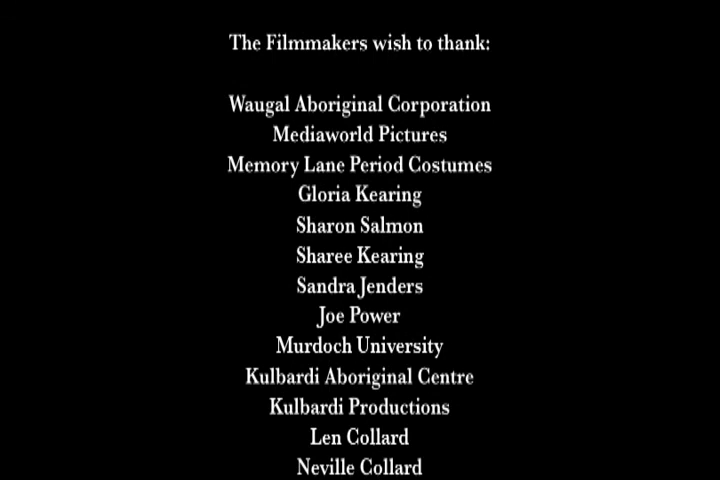 The Filmmakers wish to thank:
Waugal Aboriginal Corporation
Mediaworld Pictures
Memory Lane Period Costumes
Gloria Kearing
Sharon Salmon
Sharee Kearing
Sandra Jenders
Joe Power
Murdoch University
Kulbardi Aboriginal Centre
Kulbardi Productions
Len Collard
Neville Collard